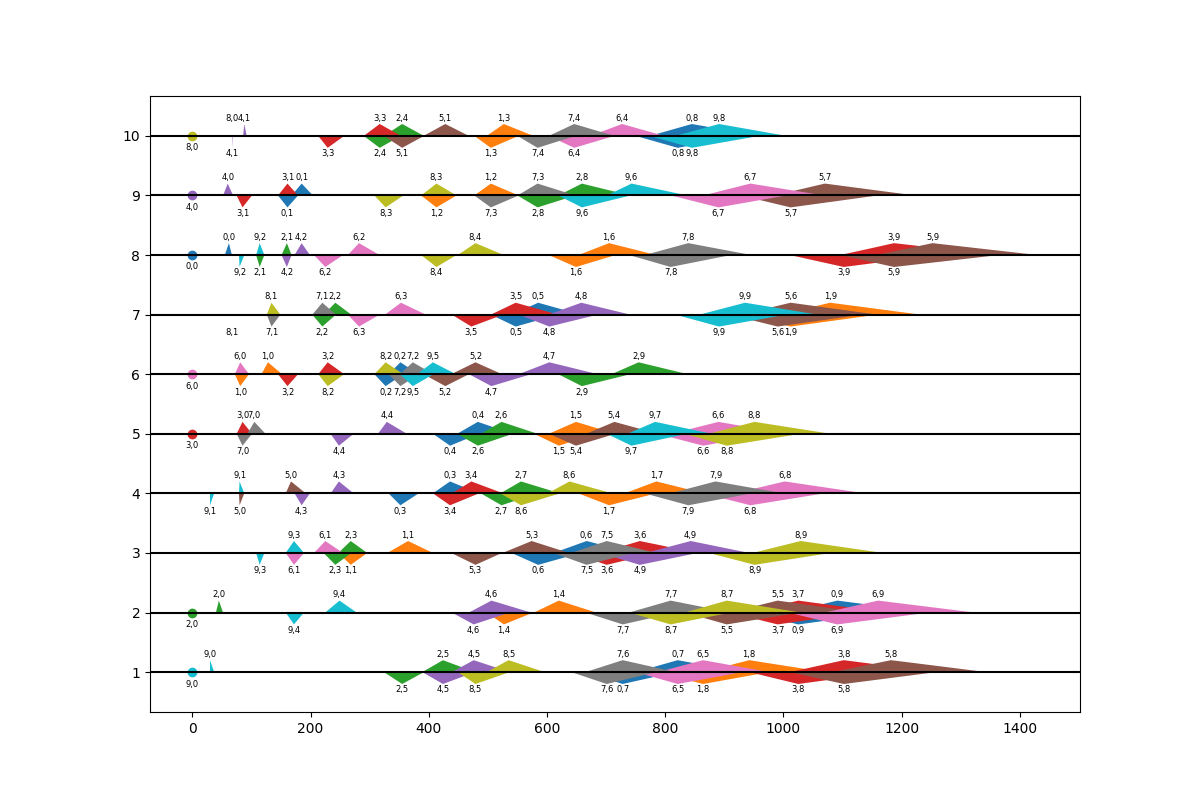 8,0 4,1 3,3 2,4 5,1 1,3 7,4 6,4 0,8 9,8
10
8,0 4,1 3,3 2,4 5,1 1,3 7,4 6,4 0,8 9,8
4,0 3,1 0,1 8,3 1,2 7,3 2,8 9,6 6,7 5,7
9
4,0 3,1 0,1 8,3 1,2 7,3 2,8 9,6 6,7 5,7
0,0 9,2 2,1 4,2 6,2 8,4 1,6 7,8 3,9 5,9
8
0,0 9,2 2,1 4,2 6,2 8,4 1,6 7,8 3,9 5,9
8,1 7,1 2,2 6,3 3,5 0,5 4,8 9,9 5,6 1,9
7
8,1 7,1 2,2 6,3 3,5 0,5 4,8 9,9 5,6 1,9
6,0 1,0 3,2 8,2 0,2 7,2 9,5 5,2 4,7 2,9
6
6,0 1,0 3,2 8,2 0,2 7,2 9,5 5,2 4,7 2,9
3,0 7,0 4,4 0,4 2,6 1,5 5,4 9,7 6,6 8,8
5
3,0 7,0 4,4 0,4 2,6 1,5 5,4 9,7 6,6 8,8
9,1 5,0 4,3 0,3 3,4 2,7 8,6 1,7 7,9 6,8
4
9,1 5,0 4,3 0,3 3,4 2,7 8,6 1,7 7,9 6,8
9,3 6,1 2,3 1,1 5,3 0,6 7,5 3,6 4,9 8,9
3
9,3 6,1 2,3 1,1 5,3 0,6 7,5 3,6 4,9 8,9
2,0 9,4 4,6 1,4 7,7 8,7 5,5 3,7 0,9 6,9
2
2,0 9,4 4,6 1,4 7,7 8,7 5,5 3,7 0,9 6,9
9,0 2,5 4,5 8,5 7,6 0,7 6,5 1,8 3,8 5,8
1
9,0 2,5 4,5 8,5 7,6 0,7 6,5 1,8 3,8 5,8
0 200 400 600 800 1000 1200 1400